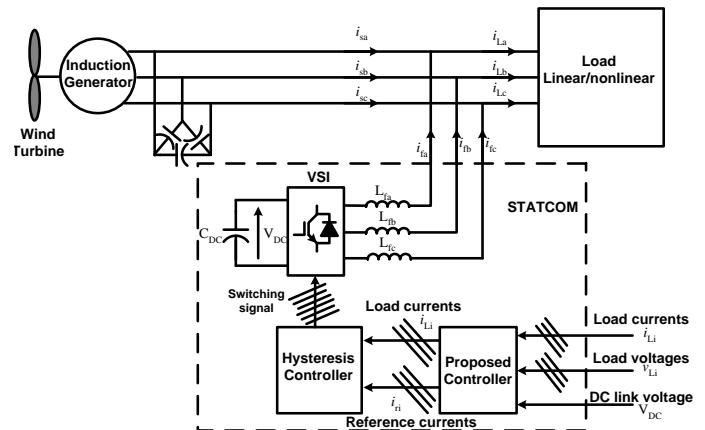 i_sa
i_La
Induction
Generator
i_sb
i_Lb
Load
Linear/nonlinear
i_sc
i_Lc
Wind
Turbine
i_fa
i_fb
i_fc
VSI
L_fa
STATCOM
C_DC
V_DC
L_fb
L_fc
Switching
signal
Load currents
i_Li
Load currents
i_Li
Hysteresis
Controller
Proposed
Controller
Load voltages
v_Li
i_ri
DC link voltage
V_DC
Reference currents